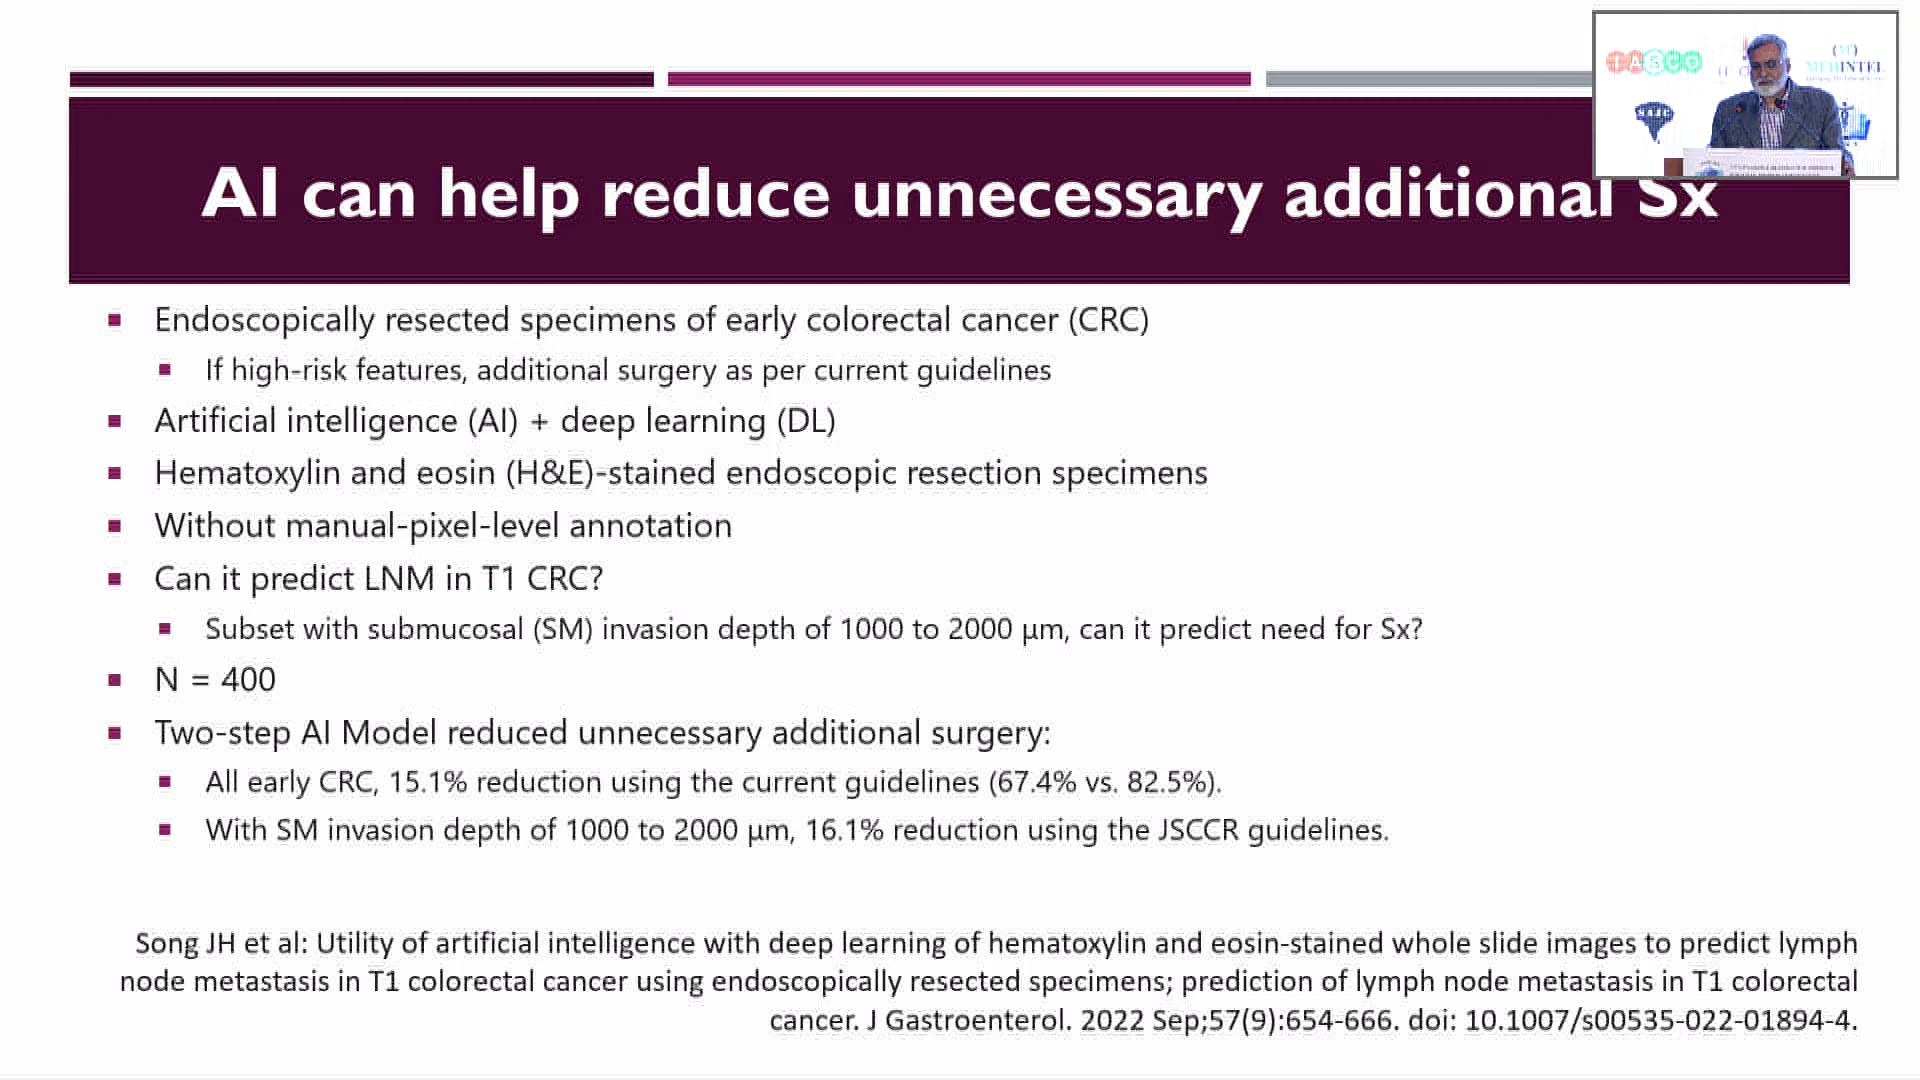 AI can help reduce unnecessary additional Sx
Endoscopically resected specimens of early colorectal cancer (CRC)
If high-risk features, additional surgery as per current guidelines
Artificial intelligence (AI) + deep learning (DL)
Hematoxylin and eosin (H&E)-stained endoscopic resection specimens
Without manual-pixel-level annotation
Can it predict LNM in T1 CRC?
Subset with submucosal (SM) invasion depth of 1000 to 2000 μm, can it predict need for Sx?
N = 400
Two-step AI Model reduced unnecessary additional surgery:
All early CRC, 15.1% reduction using the current guidelines (67.4% vs. 82.5%).
With SM invasion depth of 1000 to 2000 μm, 16.1% reduction using the JSCCR guidelines.
Song JH et al: Utility of artificial intelligence with deep learning of hematoxylin and eosin-stained whole slide images to predict lymph
node metastasis in T1 colorectal cancer using endoscopically resected specimens; prediction of lymph node metastasis in T1 colorectal
cancer. J Gastroenterol. 2022 Sep;57(9):654-666. doi: 10.1007/s00535-022-01894-4.